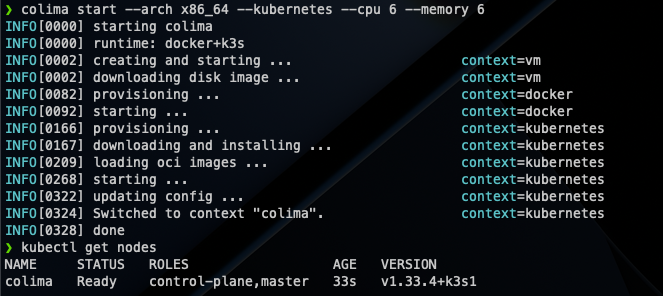 ❯ colima start --arch x86_64 --kubernetes --cpu 6 --memory 6
INFO[0000] starting colima
INFO[0000] runtime: docker+k3s
INFO[0002] creating and starting ... context=vm
INFO[0002] downloading disk image ... context=vm
INFO[0082] provisioning ... context=docker
INFO[0092] starting ... context=docker
INFO[0166] provisioning ... context=kubernetes
INFO[0167] downloading and installing ... context=kubernetes
INFO[0209] loading oci images ... context=kubernetes
INFO[0268] starting ... context=kubernetes
INFO[0322] updating config ... context=kubernetes
INFO[0324] Switched to context "colima". context=kubernetes
INFO[0328] done
❯ kubectl get nodes
NAME STATUS ROLES AGE VERSION
colima Ready control-plane,master 33s v1.33.4+k3s1